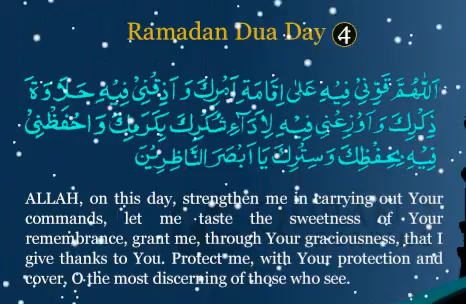 Ramadan Dua Day 4
اَللّٰهُمَّ قَوِّنِيْ فِيْهِ عَلٰى اِقَامَةِ اَمْرِكَ وَ اَذِقْنِيْ فِيْهِ حَلَاوَةَ
ذِكْرِكَ وَ اَوْزِعْنِيْ فِيْهِ لِاَدَاۤءِ شُكْرِكَ بِكَرَمِكَ وَ احْفَظْنِيْ
فِيْهِ بِحِفْظِكَ وَ سِتْرِكَ يَا اَبْصَرَ النَّاظِرِيْنَ
ALLAH, on this day, strengthen me in carrying out Your
commands, let me taste the sweetness of Your
remembrance, grant me, through Your graciousness, that I
give thanks to You. Protect me, with Your protection and
cover, O the most discerning of those who see.